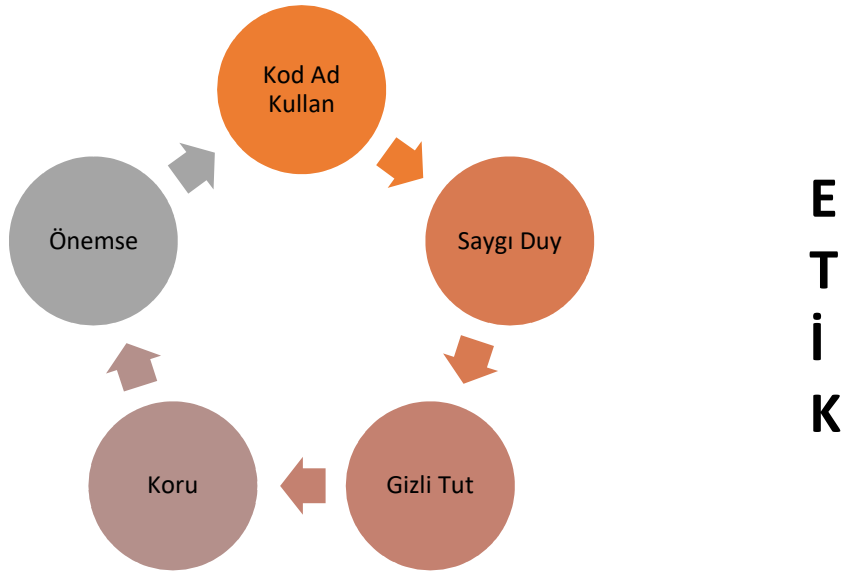 Kod Ad
Kullan
Saygı Duy
Gizli Tut
Koru
Önemse
E
T
İ
K